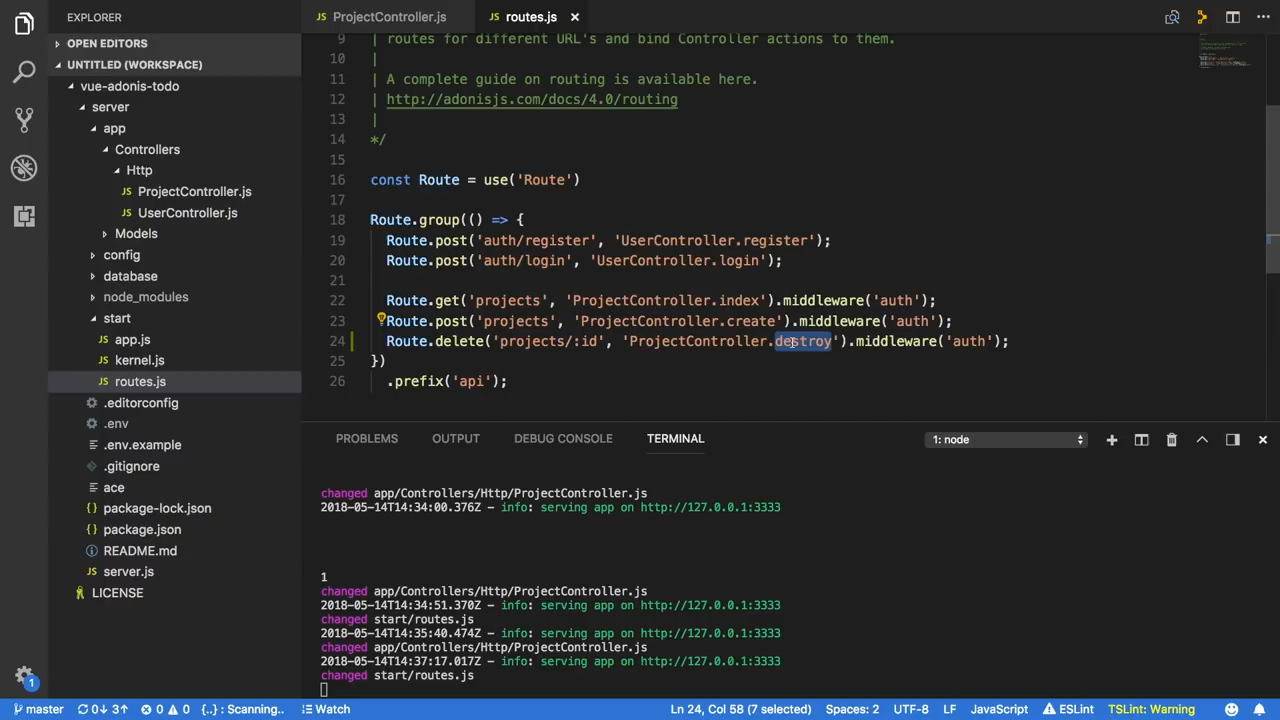 EXPLORER
OPEN EDITORS
UNTITLED (WORKSPACE)
vue-adonis-todo
server
app
Controllers
Http
JS ProjectController.js
JS UserController.js
Models
config
database
node_modules
start
JS app.js
JS kernel.js
JS routes.js
.editorconfig
.env
.env.example
.gitignore
ace
{} package-lock.json
{} package.json
README.md
JS server.js
LICENSE
JS ProjectController.js JS routes.js
9 | routes for different URL's and bind Controller actions to them.
10 |
11 | A complete guide on routing is available here.
12 | http://adonisjs.com/docs/4.0/routing
13 |
14 */
15
16 const Route = use('Route')
17
18 Route.group(() => {
19 Route.post('auth/register', 'UserController.register');
20 Route.post('auth/login', 'UserController.login');
21
22 Route.get('projects', 'ProjectController.index').middleware('auth');
23 Route.post('projects', 'ProjectController.create').middleware('auth');
24 Route.delete('projects/:id', 'ProjectController.destroy').middleware('auth');
25 })
26 .prefix('api');
PROBLEMS OUTPUT DEBUG CONSOLE TERMINAL 1: node
changed app/Controllers/Http/ProjectController.js
2018-05-14T14:34:00.376Z - info: serving app on http://127.0.0.1:3333
1
changed app/Controllers/Http/ProjectController.js
2018-05-14T14:34:51.370Z - info: serving app on http://127.0.0.1:3333
changed start/routes.js
2018-05-14T14:35:40.474Z - info: serving app on http://127.0.0.1:3333
changed app/Controllers/Http/ProjectController.js
2018-05-14T14:37:17.017Z - info: serving app on http://127.0.0.1:3333
changed start/routes.js
1
master 0↓ 3↑ 0 0 {..} : Scanning.. Watch Ln 24, Col 58 (7 selected) Spaces: 2 UTF-8 LF JavaScript ESLint TSLint: Warning